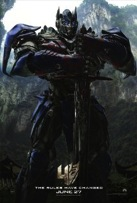 THE RULES HAVE CHANGED
JUNE 27